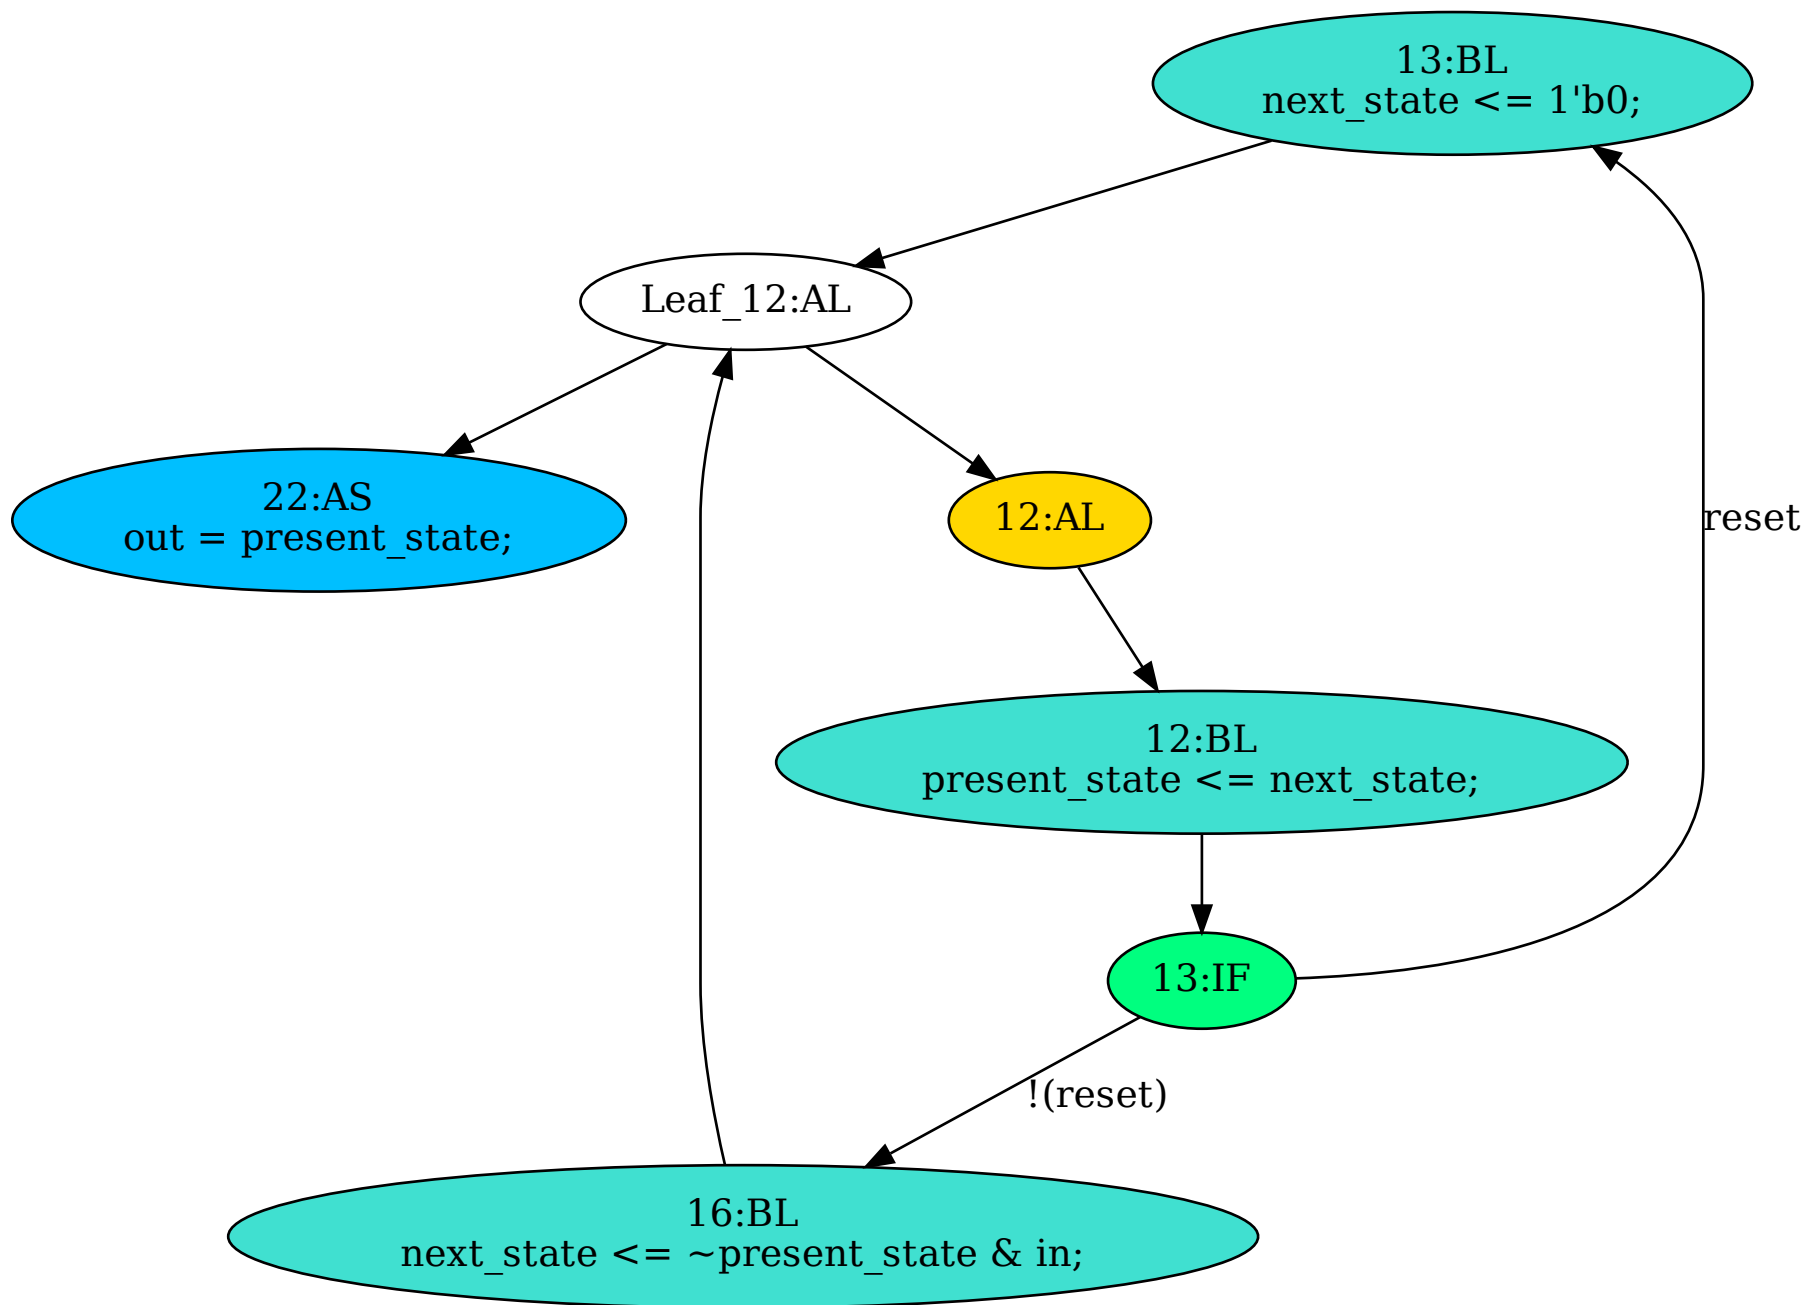 13:BL
next_state <= 1'b0;
Leaf_12:AL
22:AS
out = present_state;
12:AL
reset
12:BL
present_state <= next_state;
13:IF
!(reset)
16:BL
next_state <= ~present_state & in;